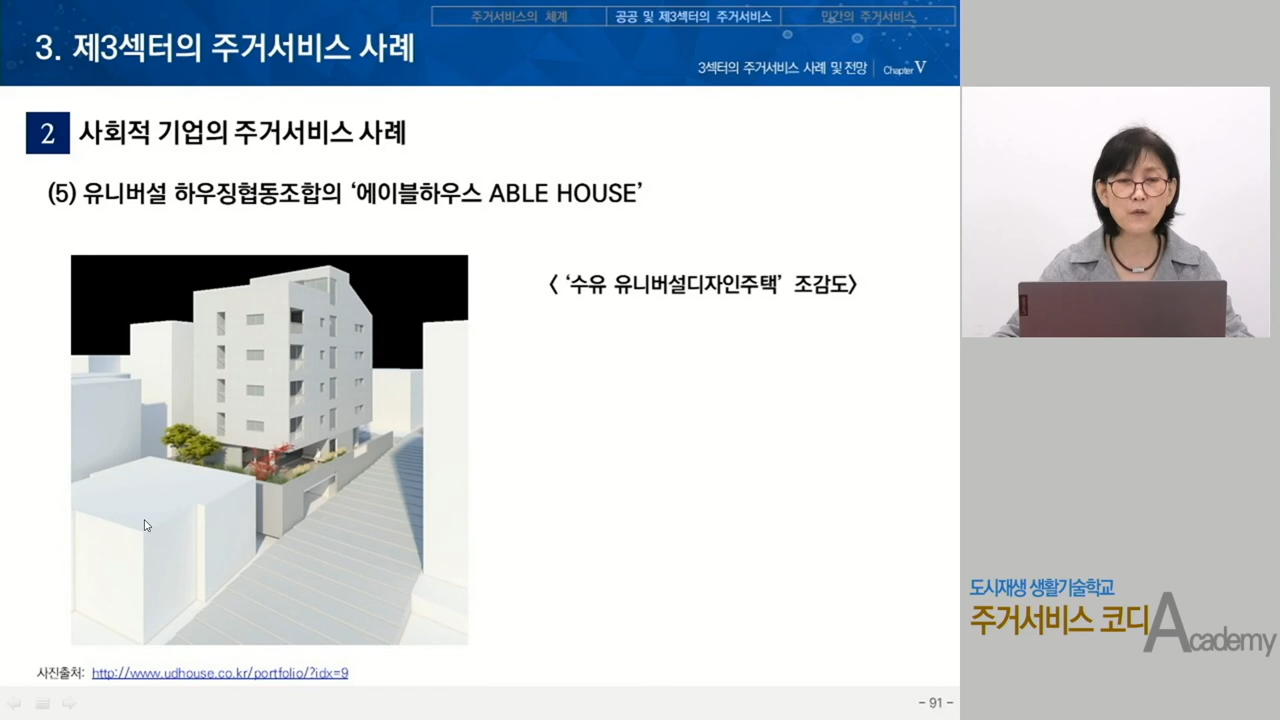 주거서비스의 체계
공공 및 제3섹터의 주거서비스
민간의 주거서비스
3. 제3섹터의 주거서비스 사례
3섹터의 주거서비스 사례 및 전망
Chapter V
2 사회적 기업의 주거서비스 사례
(5) 유니버설 하우징협동조합의 ‘에이블하우스 ABLE HOUSE’
< ‘수유 유니버설디자인주택’ 조감도>
사진출처: http://www.udhouse.co.kr/portfolio/?idx=9
- 91 -
도시재생 생활기술학교
주거서비스 코디
Academy